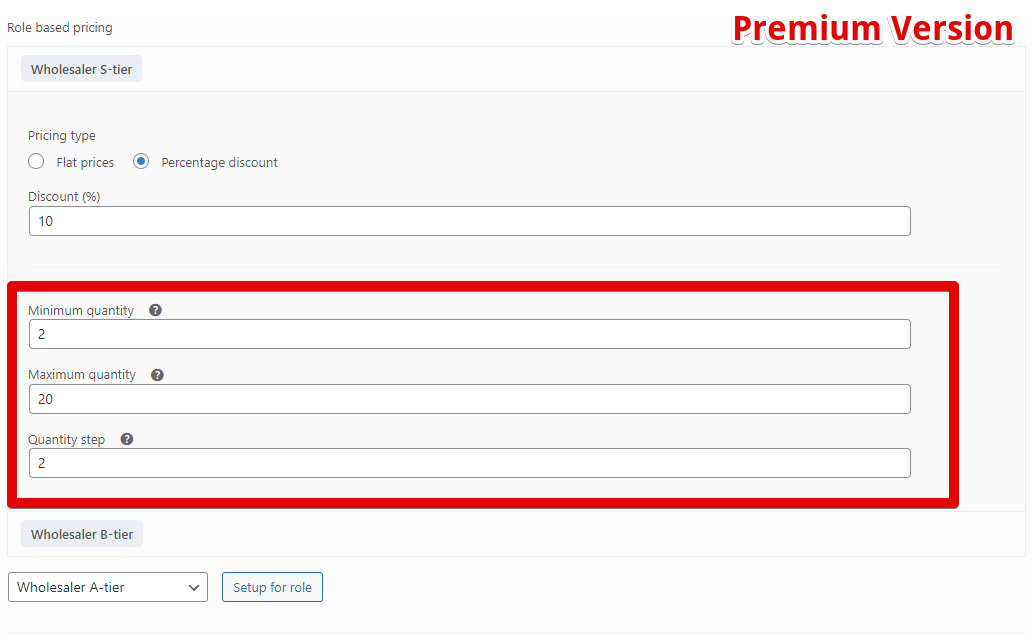 Role based pricing
Premium Version
Wholesaler S-tier
Pricing type
Flat prices Percentage discount
Discount (%)
10
Minimum quantity ?
2
Maximum quantity ?
20
Quantity step ?
2
Wholesaler B-tier
Wholesaler A-tier Setup for role